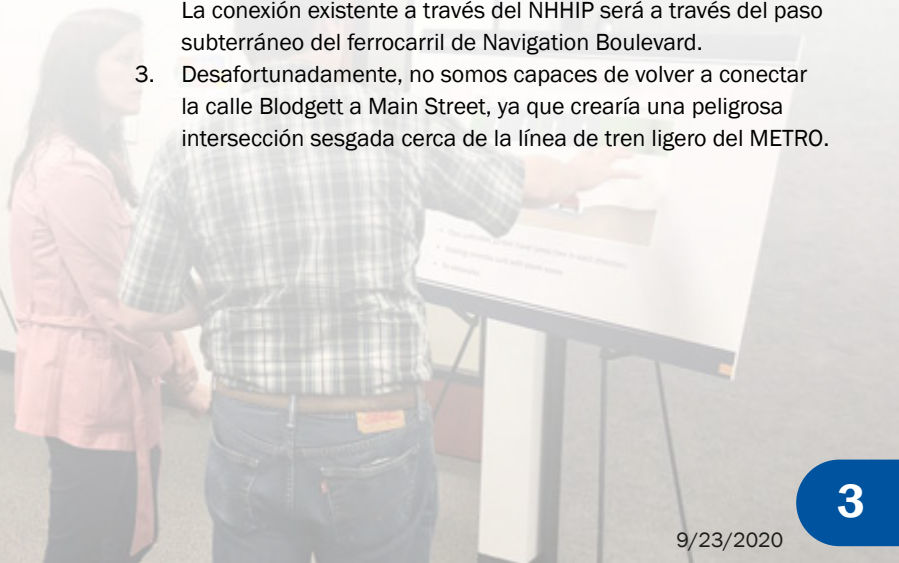 La conexión existente a través del NHHIP será a través del paso
subterráneo del ferrocarril de Navigation Boulevard.
3. Desafortunadamente, no somos capaces de volver a conectar
la calle Blodgett a Main Street, ya que crearía una peligrosa
intersección sesgada cerca de la línea de tren ligero del METRO.
3
9/23/2020